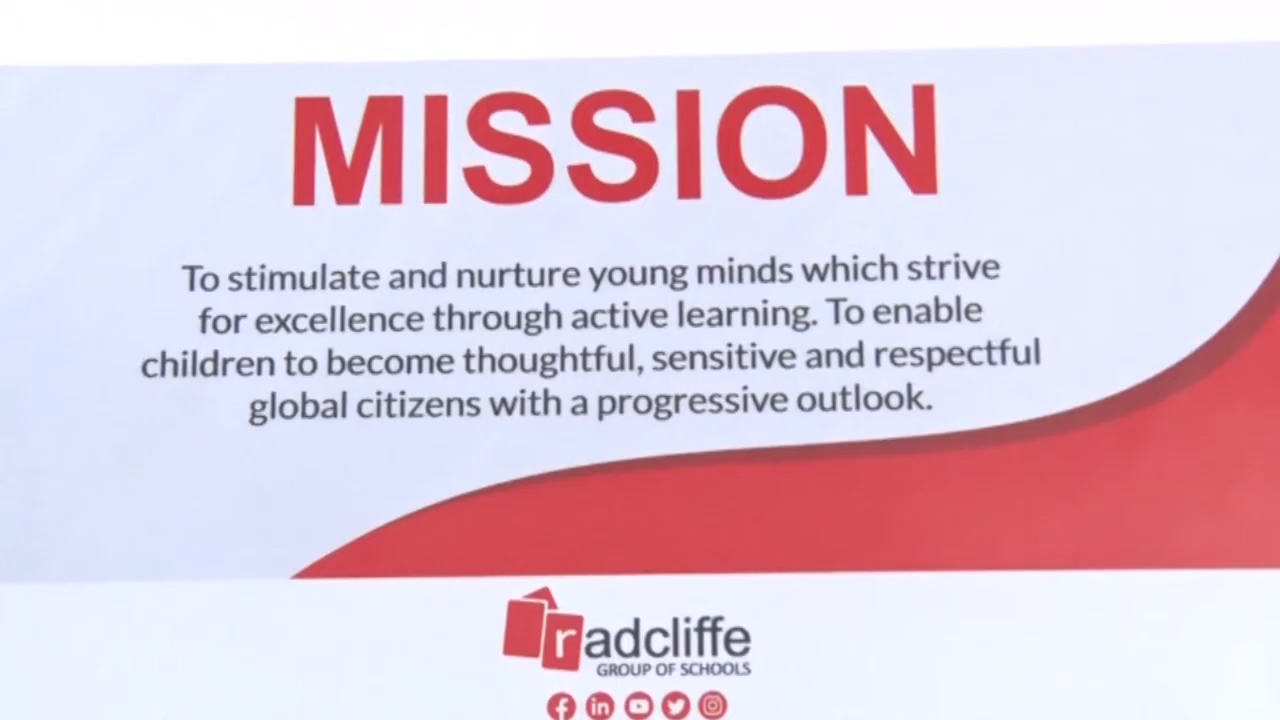 MISSION
To stimulate and nurture young minds which strive
for excellence through active learning. To enable
children to become thoughtful, sensitive and respectful
global citizens with a progressive outlook.
radcliffe
GROUP OF SCHOOLS